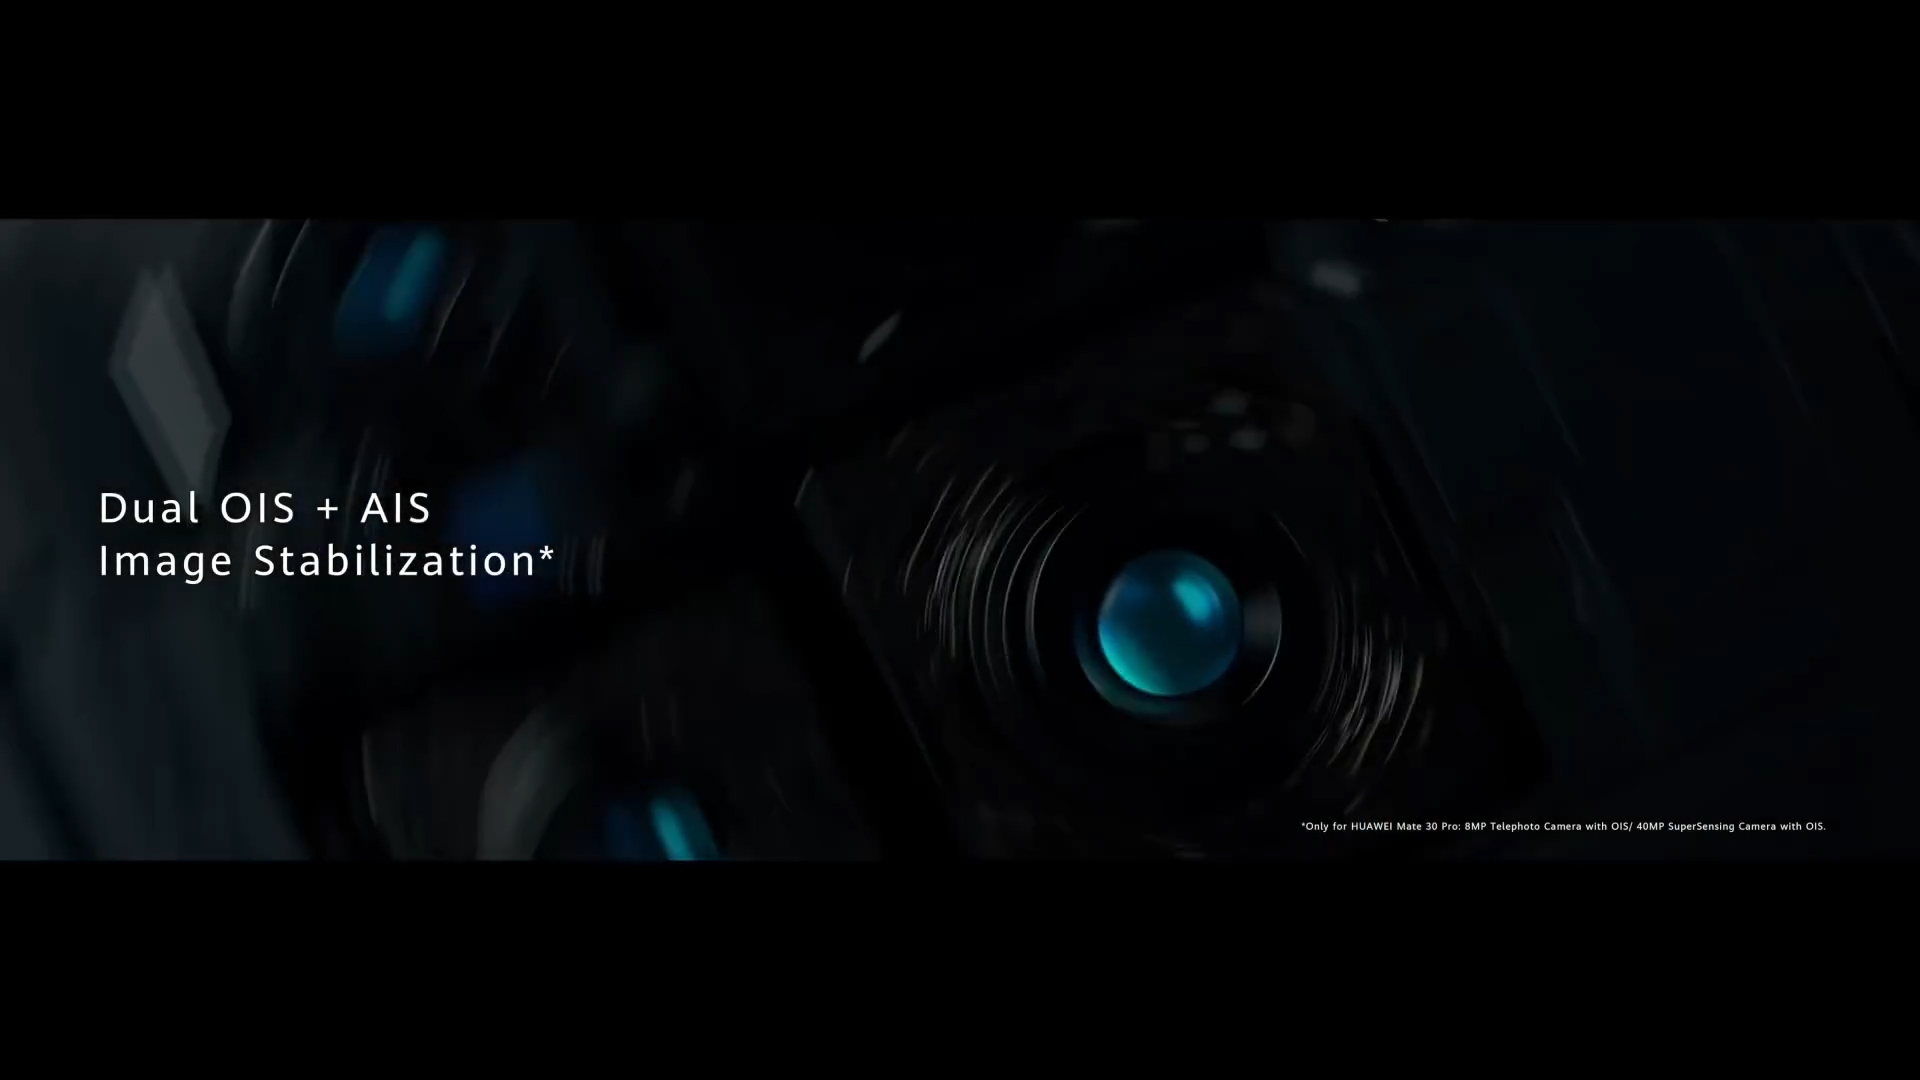 Dual OIS + AIS
Image Stabilization*
*Only for HUAWEI Mate 30 Pro: 8MP Telephoto Camera with OIS/ 40MP SuperSensing Camera with OIS.